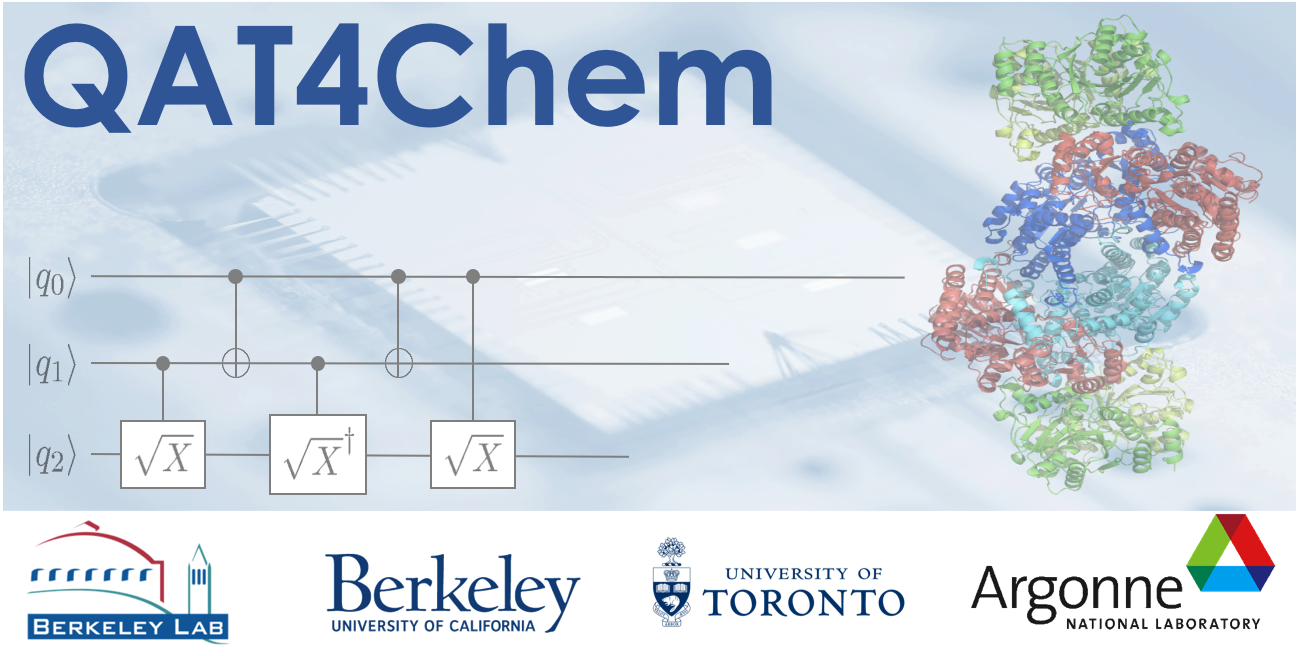 QAT4Chem
|q₀⟩
|q₁⟩
|q₂⟩ √X √X† √X
BERKELEY LAB
Berkeley
UNIVERSITY OF CALIFORNIA
UNIVERSITY OF
TORONTO
Argonne
NATIONAL LABORATORY